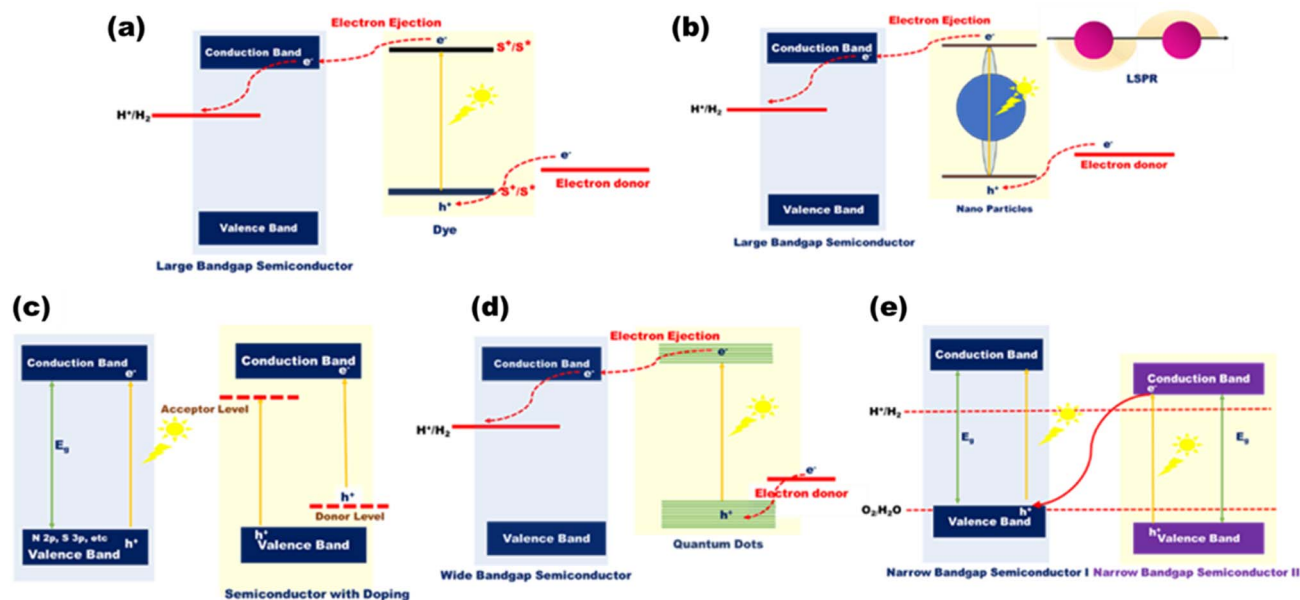 (a)
Electron Ejection
e-
S+/S*
Conduction Band
e-
H+/H2
e-
Electron donor
S+/S*
h+
Valence Band
Dye
Large Bandgap Semiconductor
(b)
Electron Ejection
e-
Conduction Band
e-
LSPR
H+/H2
e-
Electron donor
h+
Valence Band
Nano Particles
Large Bandgap Semiconductor
(c)
Conduction Band
e-
Conduction Band
e-
Acceptor Level
Eg
h+
Donor Level
N 2p, S 3p, etc
h+
Valence Band
h+
Valence Band
Semiconductor with Doping
(d)
Electron Ejection
e-
Conduction Band
e-
H+/H2
e-
Electron donor
h+
Valence Band
Quantum Dots
Wide Bandgap Semiconductor
(e)
Conduction Band
Conduction Band
e-
H+/H2
Eg
Eg
O2/H2O
h+
Valence Band
h+
Valence Band
Narrow Bandgap Semiconductor I
Narrow Bandgap Semiconductor II